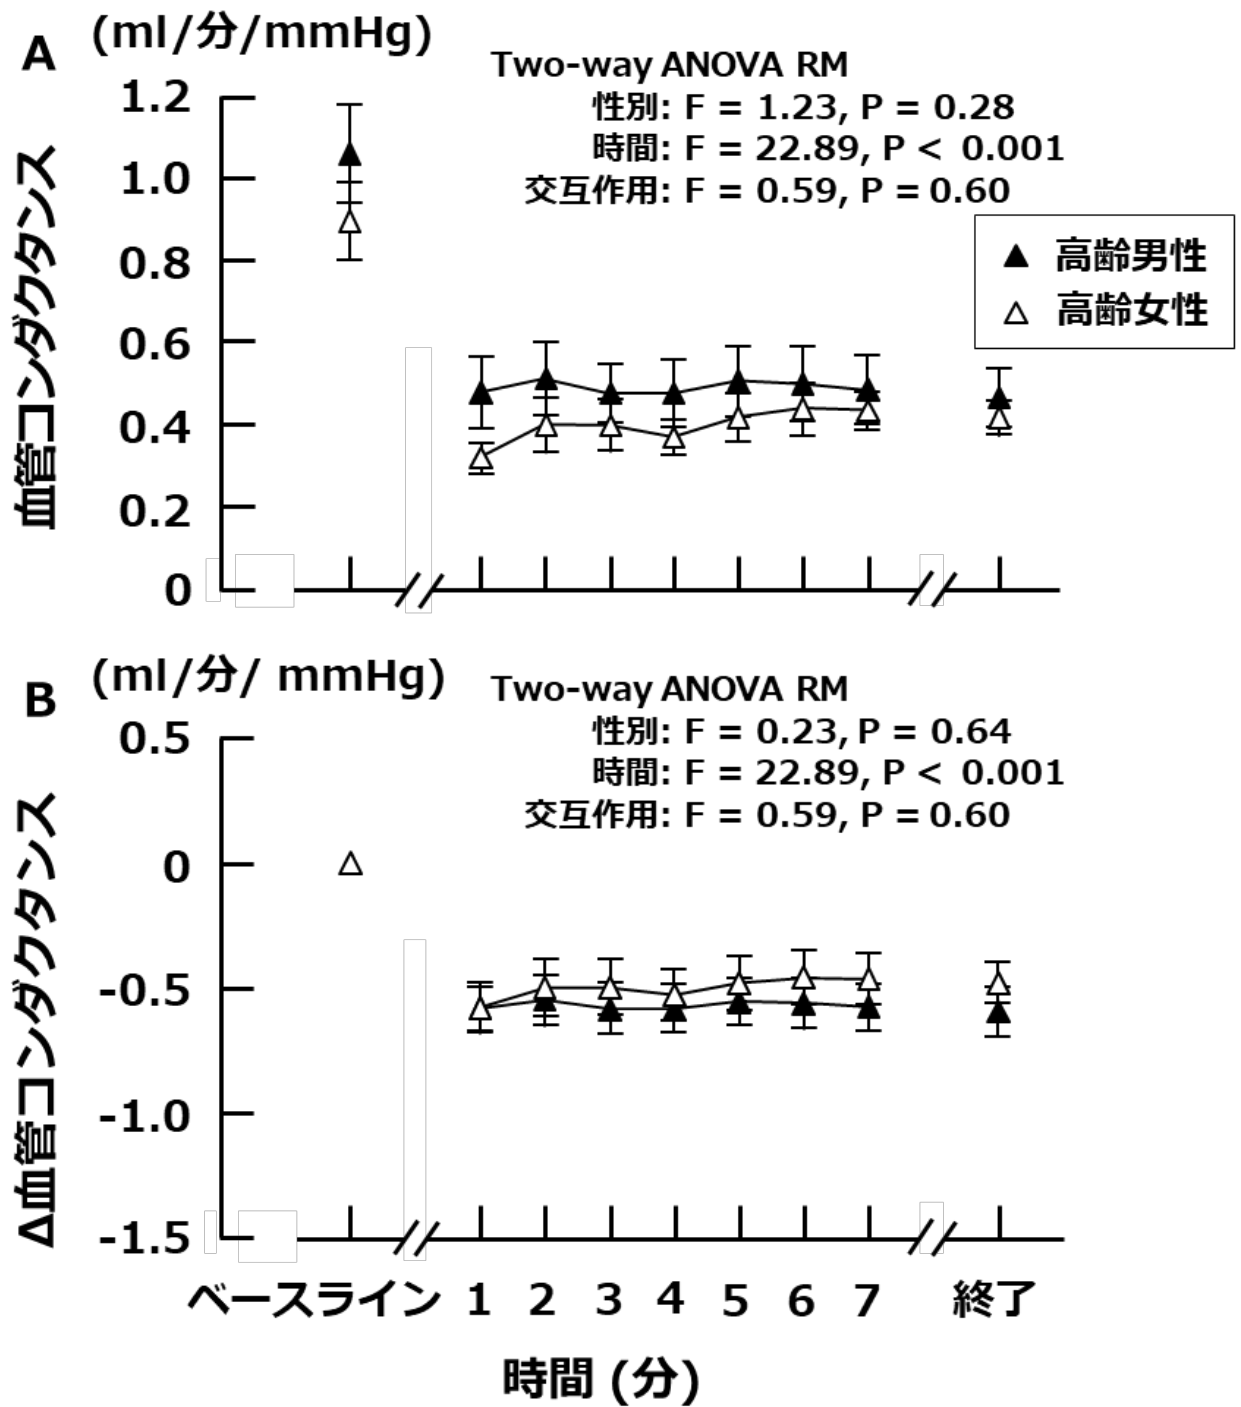 A
(ml/分/mmHg)
Two-way ANOVA RM
性別: F = 1.23, P = 0.28
時間: F = 22.89, P < 0.001
交互作用: F = 0.59, P = 0.60
▲ 高齢男性
△ 高齢女性
血管コンダクタンス
1.2
1.0
0.8
0.6
0.4
0.2
0
B
(ml/分/ mmHg)
Two-way ANOVA RM
性別: F = 0.23, P = 0.64
時間: F = 22.89, P < 0.001
交互作用: F = 0.59, P = 0.60
Δ血管コンダクタンス
0.5
0
-0.5
-1.0
-1.5
ベースライン 1 2 3 4 5 6 7 終了
時間 (分)